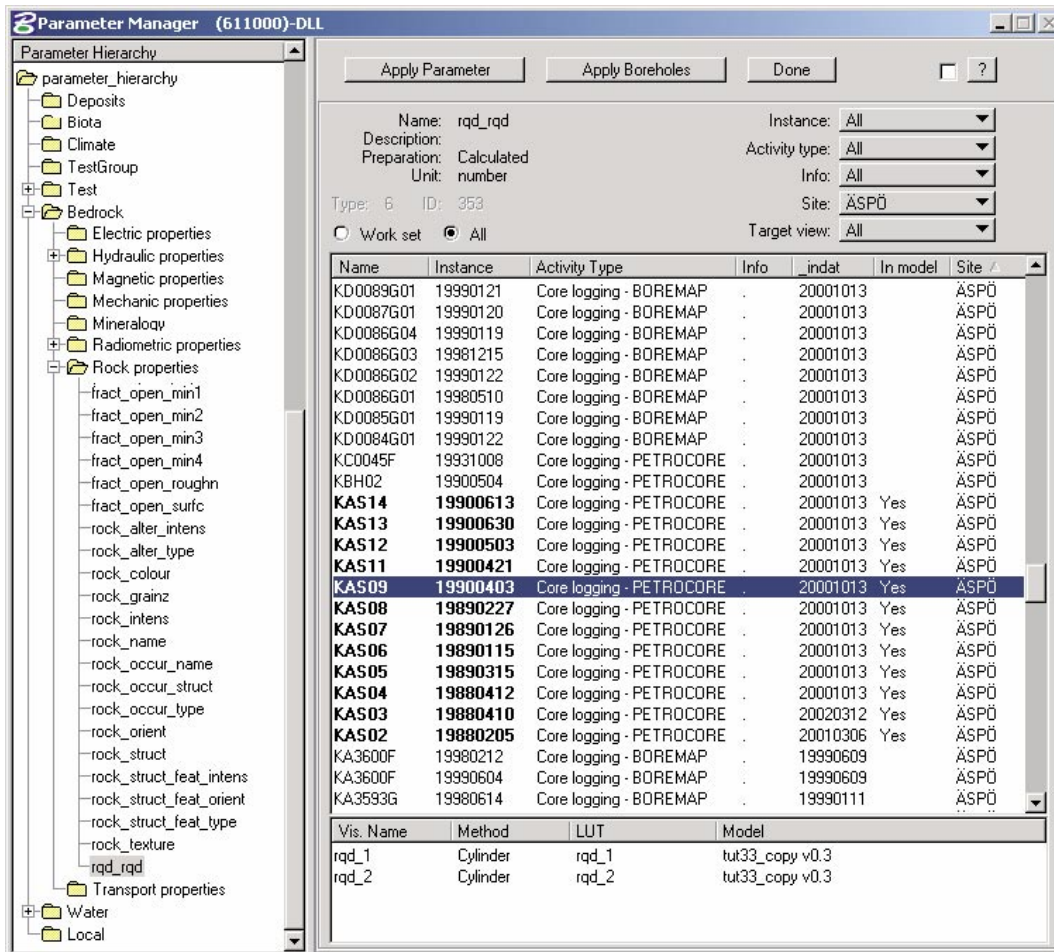 Parameter Manager (611000)-DLL
Parameter Hierarchy
parameter_hierarchy
Deposits
Biota
Climate
TestGroup
Test
Bedrock
Electric properties
Hydraulic properties
Magnetic properties
Mechanic properties
Mineralogy
Radiometric properties
Rock properties
fract_open_min1
fract_open_min2
fract_open_min3
fract_open_min4
fract_open_roughn
fract_open_surfc
rock_alter_intens
rock_alter_type
rock_colour
rock_grainz
rock_intens
rock_name
rock_occur_name
rock_occur_struct
rock_occur_type
rock_orient
rock_struct
rock_struct_feat_intens
rock_struct_feat_orient
rock_struct_feat_type
rock_texture
rqd_rqd
Transport properties
Water
Local
Apply Parameter Apply Boreholes Done ?
Name: rqd_rqd
Description:
Preparation: Calculated
Unit: number
Type: 6 ID: 353
Work set All
Instance: All
Activity type: All
Info: All
Site: ÄSPÖ
Target view: All
Name Instance Activity Type Info _indat In model Site
KD0089G01 19990121 Core logging - BOREMAP . 20001013 ÄSPÖ
KD0087G01 19990120 Core logging - BOREMAP . 20001013 ÄSPÖ
KD0086G04 19990119 Core logging - BOREMAP . 20001013 ÄSPÖ
KD0086G03 19981215 Core logging - BOREMAP . 20001013 ÄSPÖ
KD0086G02 19990122 Core logging - BOREMAP . 20001013 ÄSPÖ
KD0086G01 19980510 Core logging - BOREMAP . 20001013 ÄSPÖ
KD0085G01 19990119 Core logging - BOREMAP . 20001013 ÄSPÖ
KD0084G01 19990122 Core logging - BOREMAP . 20001013 ÄSPÖ
KC0045F 19931008 Core logging - PETROCORE . 20001013 ÄSPÖ
KBH02 19900504 Core logging - PETROCORE . 20001013 ÄSPÖ
KAS14 19900613 Core logging - PETROCORE . 20001013 Yes ÄSPÖ
KAS13 19900630 Core logging - PETROCORE . 20001013 Yes ÄSPÖ
KAS12 19900503 Core logging - PETROCORE . 20001013 Yes ÄSPÖ
KAS11 19900421 Core logging - PETROCORE . 20001013 Yes ÄSPÖ
KAS09 19900403 Core logging - PETROCORE . 20001013 Yes ÄSPÖ
KAS08 19890227 Core logging - PETROCORE . 20001013 Yes ÄSPÖ
KAS07 19890126 Core logging - PETROCORE . 20001013 Yes ÄSPÖ
KAS06 19890115 Core logging - PETROCORE . 20001013 Yes ÄSPÖ
KAS05 19890315 Core logging - PETROCORE . 20001013 Yes ÄSPÖ
KAS04 19880412 Core logging - PETROCORE . 20001013 Yes ÄSPÖ
KAS03 19880410 Core logging - PETROCORE . 20020312 Yes ÄSPÖ
KAS02 19880205 Core logging - PETROCORE . 20010306 Yes ÄSPÖ
KA3600F 19980212 Core logging - BOREMAP . 19990609 ÄSPÖ
KA3600F 19990604 Core logging - BOREMAP . 19990609 ÄSPÖ
KA3593G 19980614 Core logging - BOREMAP . 19990111 ÄSPÖ
Vis. Name Method LUT Model
rqd_1 Cylinder rqd_1 tut33_copy v0.3
rqd_2 Cylinder rqd_2 tut33_copy v0.3